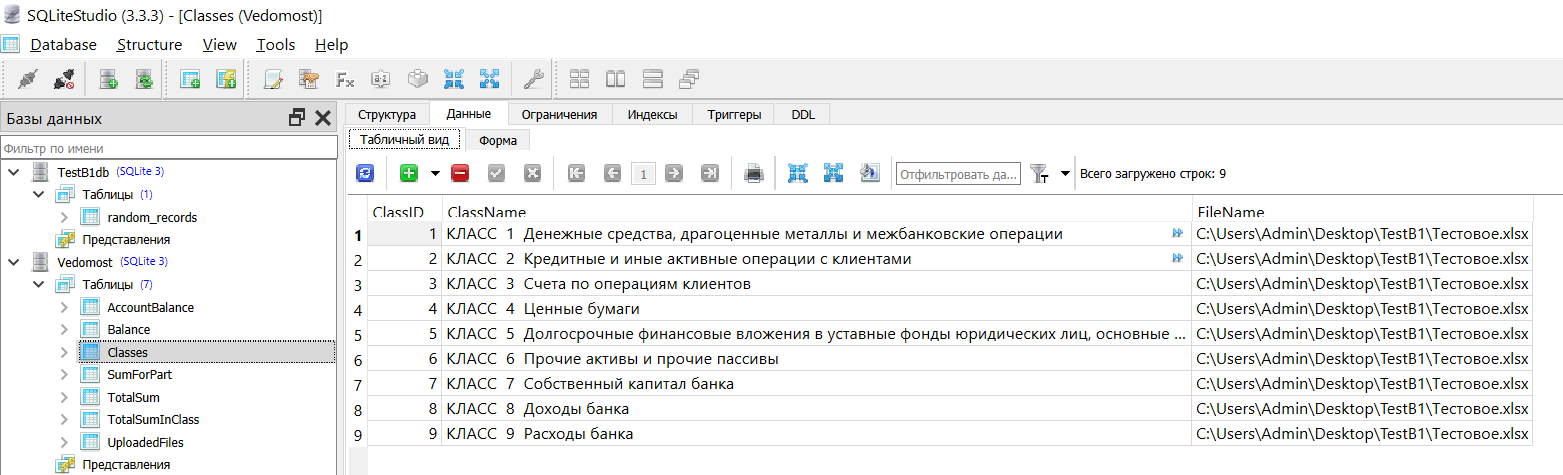 SQLiteStudio (3.3.3) - [Classes (Vedomost)]
Database Structure View Tools Help
Базы данных
Фильтр по имени
TestB1db (SQLite 3)
Таблицы (1)
random_records
Представления
Vedomost (SQLite 3)
Таблицы (7)
AccountBalance
Balance
Classes
SumForPart
TotalSum
TotalSumInClass
UploadedFiles
Представления
Структура Данные Ограничения Индексы Триггеры DDL
Табличный вид Форма
1 Отфильтровать да... Всего загружено строк: 9
ClassID ClassName FileName
1 1 КЛАСС 1 Денежные средства, драгоценные металлы и межбанковские операции C:\Users\Admin\Desktop\TestB1\Тестовое.xlsx
2 2 КЛАСС 2 Кредитные и иные активные операции с клиентами C:\Users\Admin\Desktop\TestB1\Тестовое.xlsx
3 3 КЛАСС 3 Счета по операциям клиентов C:\Users\Admin\Desktop\TestB1\Тестовое.xlsx
4 4 КЛАСС 4 Ценные бумаги C:\Users\Admin\Desktop\TestB1\Тестовое.xlsx
5 5 КЛАСС 5 Долгосрочные финансовые вложения в уставные фонды юридических лиц, основные ... C:\Users\Admin\Desktop\TestB1\Тестовое.xlsx
6 6 КЛАСС 6 Прочие активы и прочие пассивы C:\Users\Admin\Desktop\TestB1\Тестовое.xlsx
7 7 КЛАСС 7 Собственный капитал банка C:\Users\Admin\Desktop\TestB1\Тестовое.xlsx
8 8 КЛАСС 8 Доходы банка C:\Users\Admin\Desktop\TestB1\Тестовое.xlsx
9 9 КЛАСС 9 Расходы банка C:\Users\Admin\Desktop\TestB1\Тестовое.xlsx